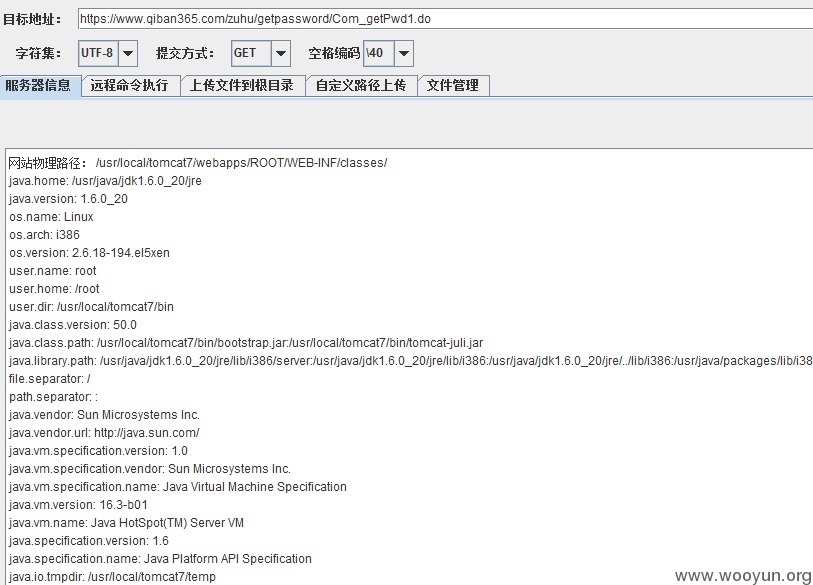 目标地址： https://www.qiban365.com/zuhu/getpassword/Com_getPwd1.do
字符集： UTF-8 提交方式： GET 空格编码 \40
服务器信息 远程命令执行 上传文件到根目录 自定义路径上传 文件管理
网站物理路径： /usr/local/tomcat7/webapps/ROOT/WEB-INF/classes/
java.home: /usr/java/jdk1.6.0_20/jre
java.version: 1.6.0_20
os.name: Linux
os.arch: i386
os.version: 2.6.18-194.el5xen
user.name: root
user.home: /root
user.dir: /usr/local/tomcat7/bin
java.class.version: 50.0
java.class.path: /usr/local/tomcat7/bin/bootstrap.jar:/usr/local/tomcat7/bin/tomcat-juli.jar
java.library.path: /usr/java/jdk1.6.0_20/jre/lib/i386/server:/usr/java/jdk1.6.0_20/jre/lib/i386:/usr/java/jdk1.6.0_20/jre/../lib/i386:/usr/java/packages/lib/i38
file.separator: /
path.separator: :
java.vendor: Sun Microsystems Inc.
java.vendor.url: http://java.sun.com/
java.vm.specification.version: 1.0
java.vm.specification.vendor: Sun Microsystems Inc.
java.vm.specification.name: Java Virtual Machine Specification
java.vm.version: 16.3-b01
java.vm.name: Java HotSpot(TM) Server VM
java.specification.version: 1.6
java.specification.name: Java Platform API Specification
java.io.tmpdir: /usr/local/tomcat7/temp
www.wooyun.org